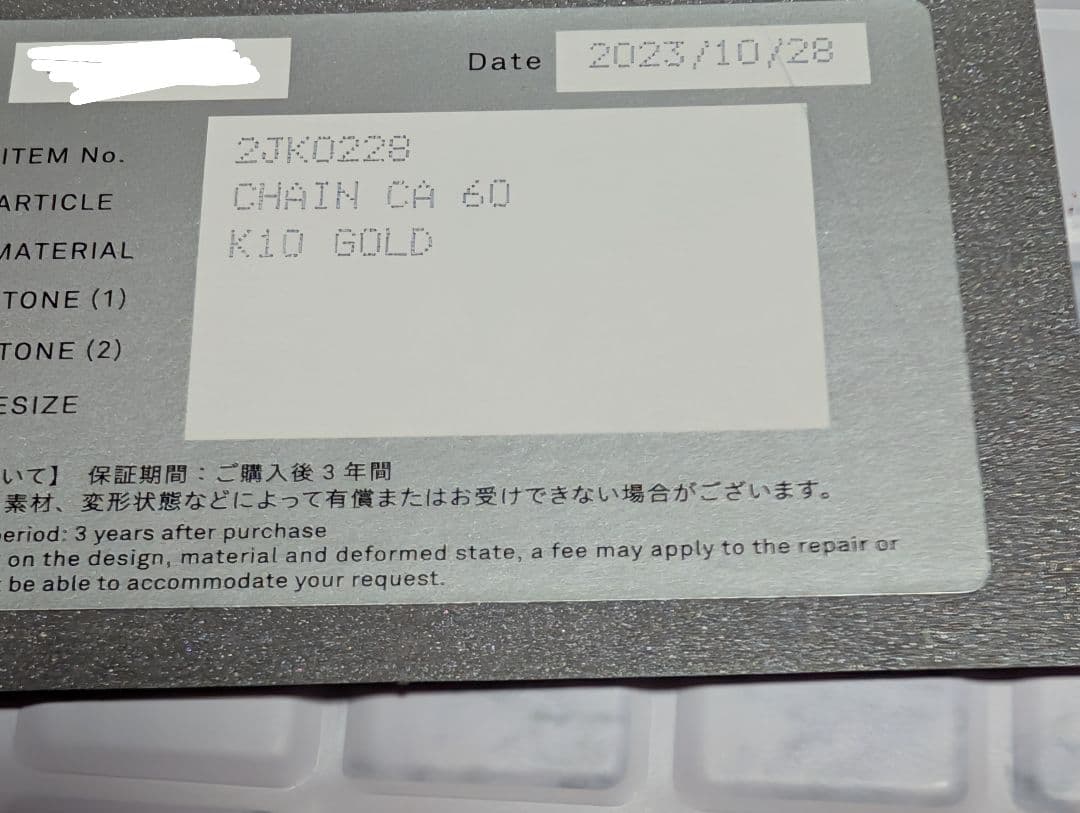 Date 2023/10/28
ITEM No. 2JK0228
ARTICLE CHAIN CA 60
MATERIAL K10 GOLD
TONE (1)
TONE (2)
ESIZE
いて】 保証期間：ご購入後3年間
素材、変形状態などによって有償またはお受けできない場合がございます。
eriod: 3 years after purchase
on the design, material and deformed state, a fee may apply to the repair or
be able to accommodate your request.